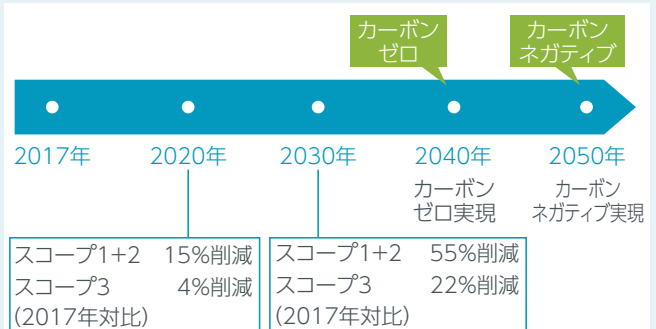 カーボン
ゼロ
カーボン
ネガティブ
2017年
2020年
2030年
2040年
2050年
カーボン
ゼロ実現
カーボン
ネガティブ実現
スコープ1+2 15%削減
スコープ3 4%削減
(2017年対比)
スコープ1+2 55%削減
スコープ3 22%削減
(2017年対比)